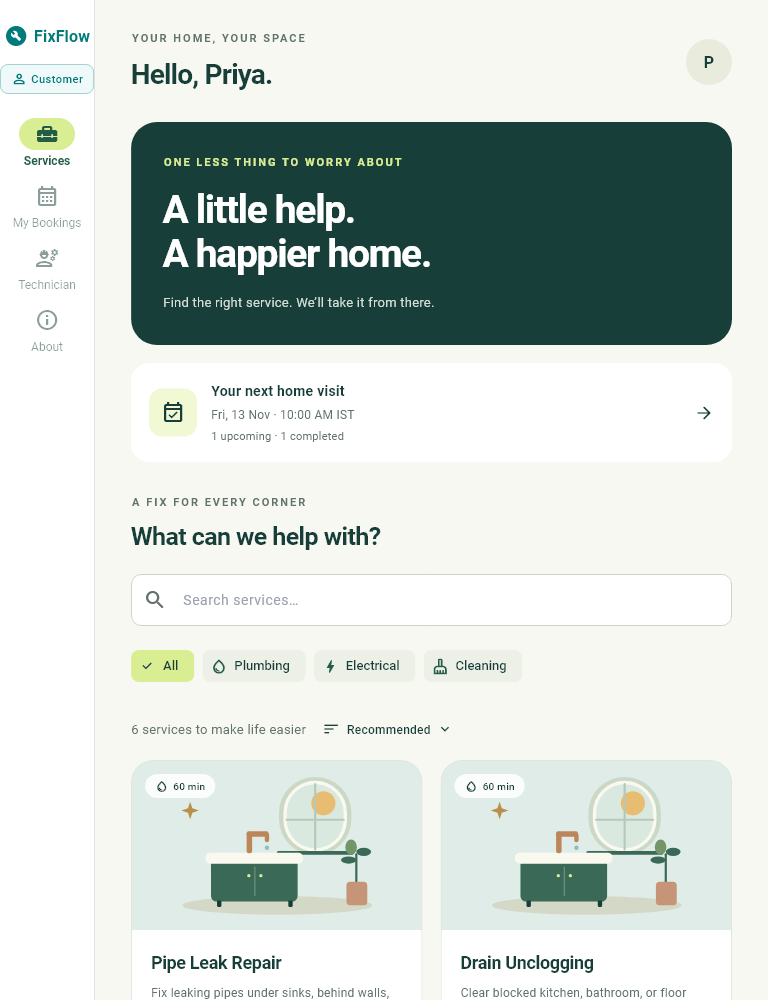 FixFlow
Customer
Services
My Bookings
Technician
About
YOUR HOME, YOUR SPACE
Hello, Priya.
P
ONE LESS THING TO WORRY ABOUT
A little help.
A happier home.
Find the right service. We’ll take it from there.
Your next home visit
Fri, 13 Nov · 10:00 AM IST
1 upcoming · 1 completed
A FIX FOR EVERY CORNER
What can we help with?
Search services…
All
Plumbing
Electrical
Cleaning
6 services to make life easier
Recommended
60 min
Pipe Leak Repair
Fix leaking pipes under sinks, behind walls,
60 min
Drain Unclogging
Clear blocked kitchen, bathroom, or floor